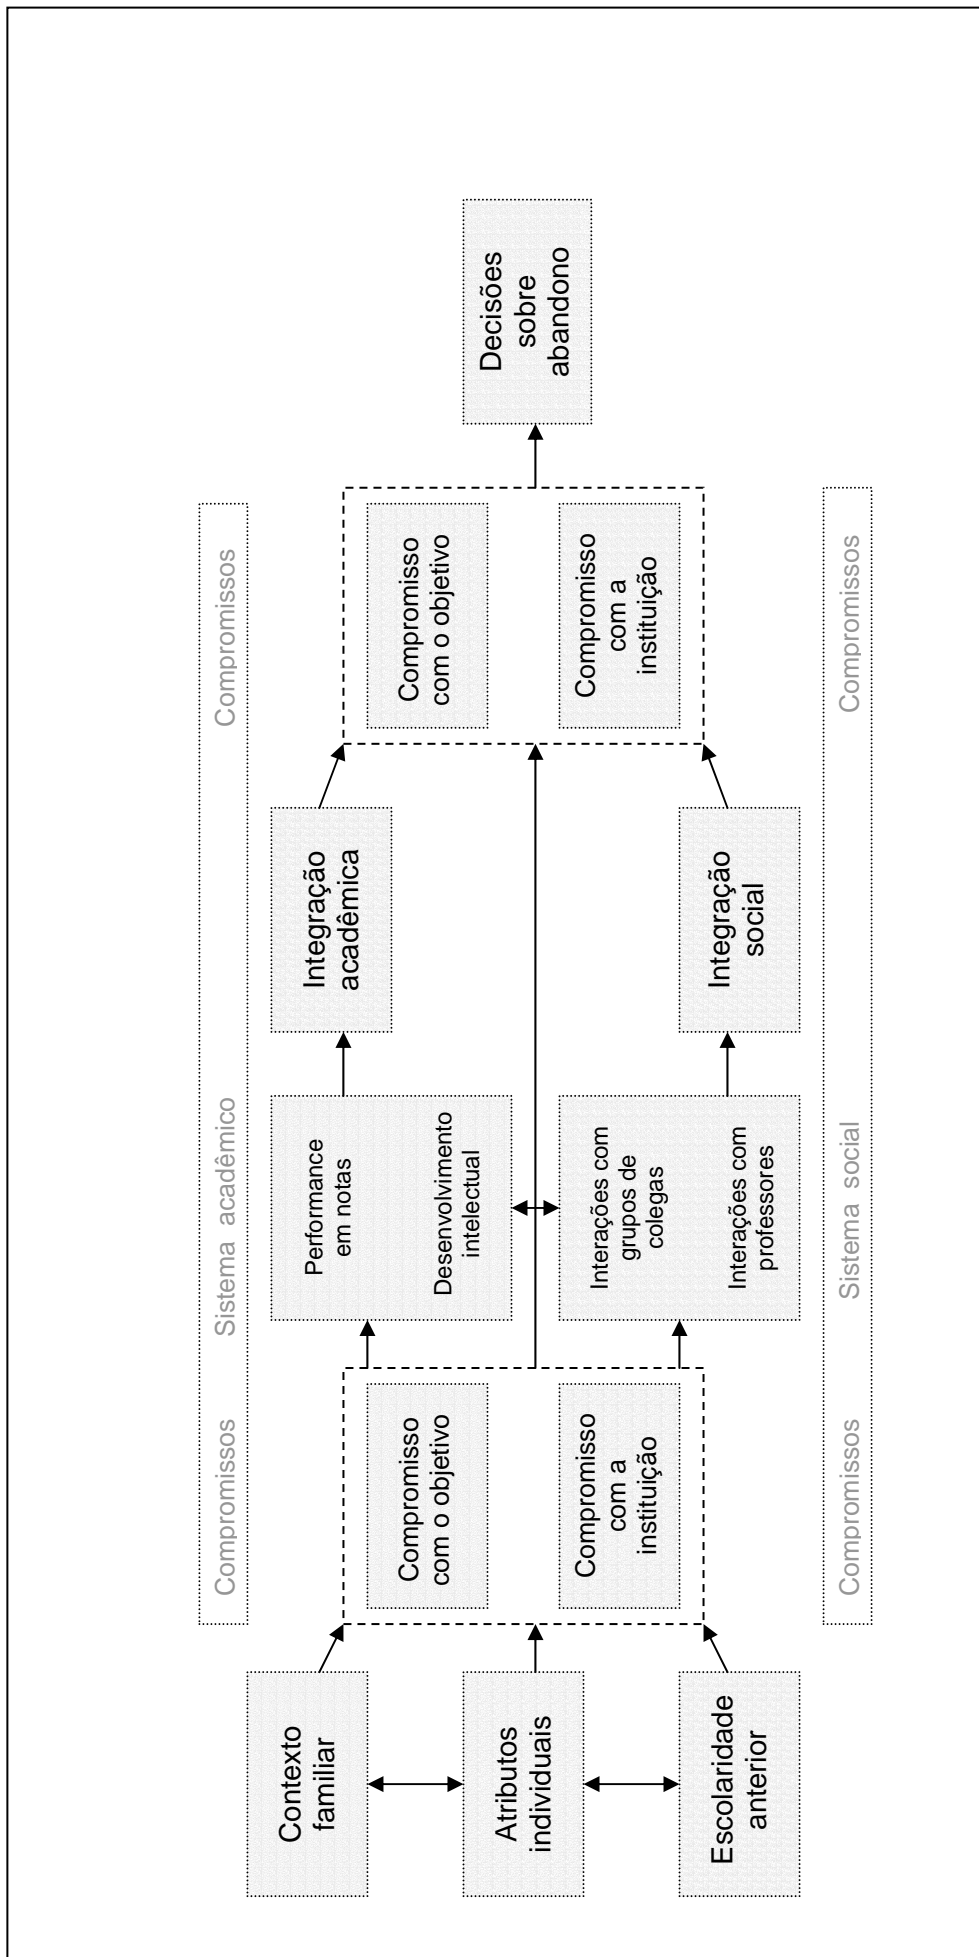 Compromissos
Sistema acadêmico
Compromissos
Contexto
familiar
Atributos
individuais
Escolaridade
anterior
Compromisso
com o objetivo
Compromisso
com a
instituição
Performance
em notas
Desenvolvimento
intelectual
Interações com
grupos de
colegas
Interações com
professores
Integração
acadêmica
Integração
social
Compromisso
com o objetivo
Compromisso
com a
instituição
Decisões
sobre
abandono
Compromissos
Sistema social
Compromissos